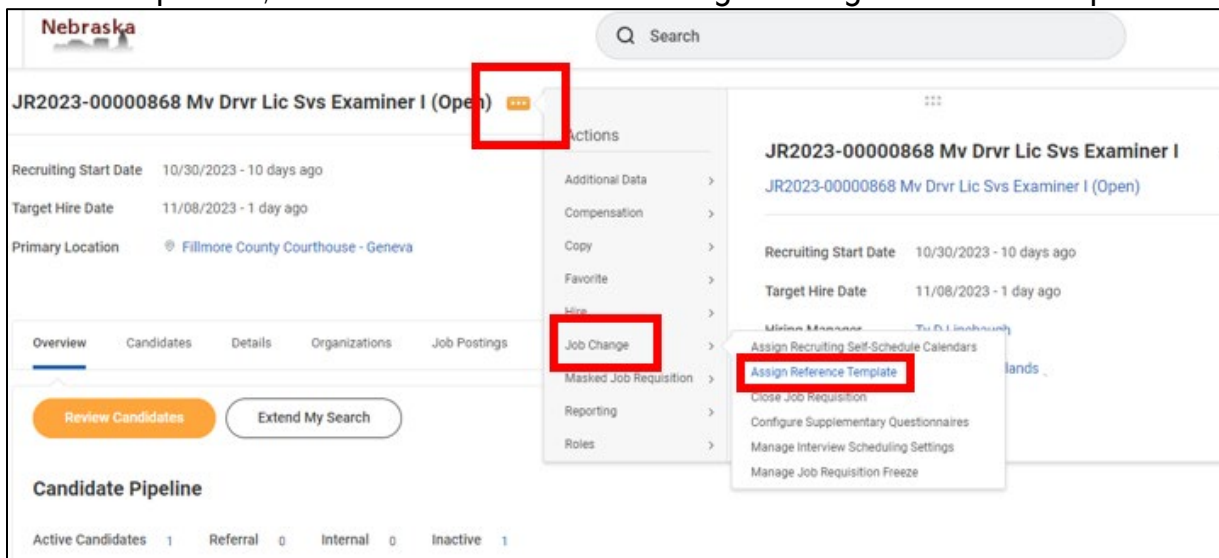 Nebraska
Search
JR2023-00000868 Mv Drvr Lic Svs Examiner I (Open)
Recruiting Start Date 10/30/2023 - 10 days ago
Target Hire Date 11/08/2023 - 1 day ago
Primary Location Fillmore County Courthouse - Geneva
Overview Candidates Details Organizations Job Postings
Review Candidates Extend My Search
Candidate Pipeline
Active Candidates 1 Referral 0 Internal 0 Inactive 1
Actions
Additional Data
Compensation
Copy
Favorite
Hire
Job Change
Masked Job Requisition
Reporting
Roles
JR2023-00000868 Mv Drvr Lic Svs Examiner I
JR2023-00000868 Mv Drvr Lic Svs Examiner I (Open)
Recruiting Start Date 10/30/2023 - 10 days ago
Target Hire Date 11/08/2023 - 1 day ago
Hiring Manager Ty D
Assign Recruiting Self-Schedule Calendars
Assign Reference Template
Close Job Requisition
Configure Supplementary Questionnaires
Manage Interview Scheduling Settings
Manage Job Requisition Freeze